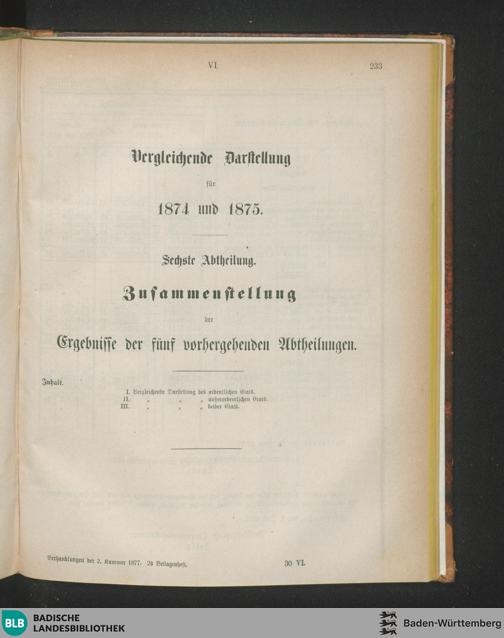 VI.
233
Vergleichende Darstellung
für
1874 und 1875.
Sechste Abtheilung.
Zusammenstellung
der
Ergebnisse der fünf vorhergehenden Abtheilungen.
Inhalt.
I. Vergleichende Darstellung des ordentlichen Etats.
II. „ „ „ außerordentlichen Etats.
III. „ „ „ beider Etats.
Verhandlungen der 2. Kammer 1877. 2s Beilagenheft.
30 VI.
BLB
BADISCHE
LANDESBIBLIOTHEK
Baden-Württemberg